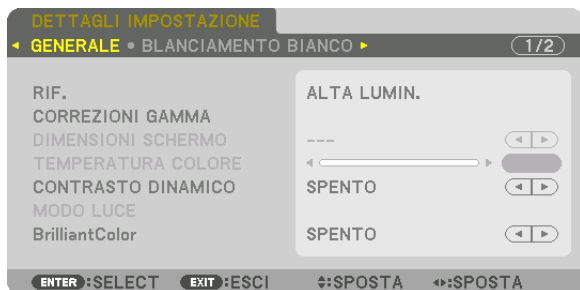 DETTAGLI IMPOSTAZIONE
GENERALE • BLANCIAMENTO BIANCO 1/2
RIF. ALTA LUMIN.
CORREZIONI GAMMA
DIMENSIONI SCHERMO ---
TEMPERATURA COLORE
CONTRASTO DINAMICO SPENTO
MODO LUCE
BrilliantColor SPENTO
ENTER :SELECT EXIT :ESCI :SPOSTA :SPOSTA